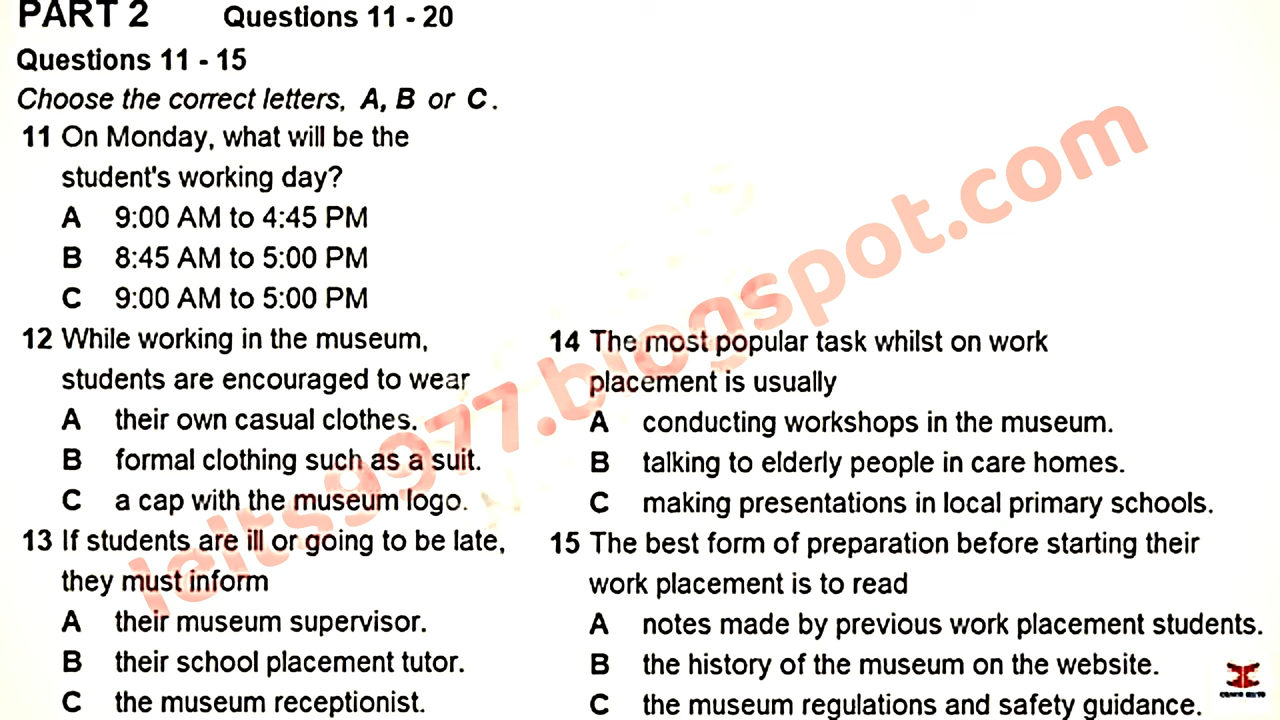 PART 2 Questions 11 - 20
Questions 11 - 15
Choose the correct letters, A, B or C.
11 On Monday, what will be the
student's working day?
A 9:00 AM to 4:45 PM
B 8:45 AM to 5:00 PM
C 9:00 AM to 5:00 PM
12 While working in the museum,
students are encouraged to wear
A their own casual clothes.
B formal clothing such as a suit.
C a cap with the museum logo.
13 If students are ill or going to be late,
they must inform
A their museum supervisor.
B their school placement tutor.
C the museum receptionist.
14 The most popular task whilst on work
placement is usually
A conducting workshops in the museum.
B talking to elderly people in care homes.
C making presentations in local primary schools.
15 The best form of preparation before starting their
work placement is to read
A notes made by previous work placement students.
B the history of the museum on the website.
C the museum regulations and safety guidance.
ielts9977.blogspot.com